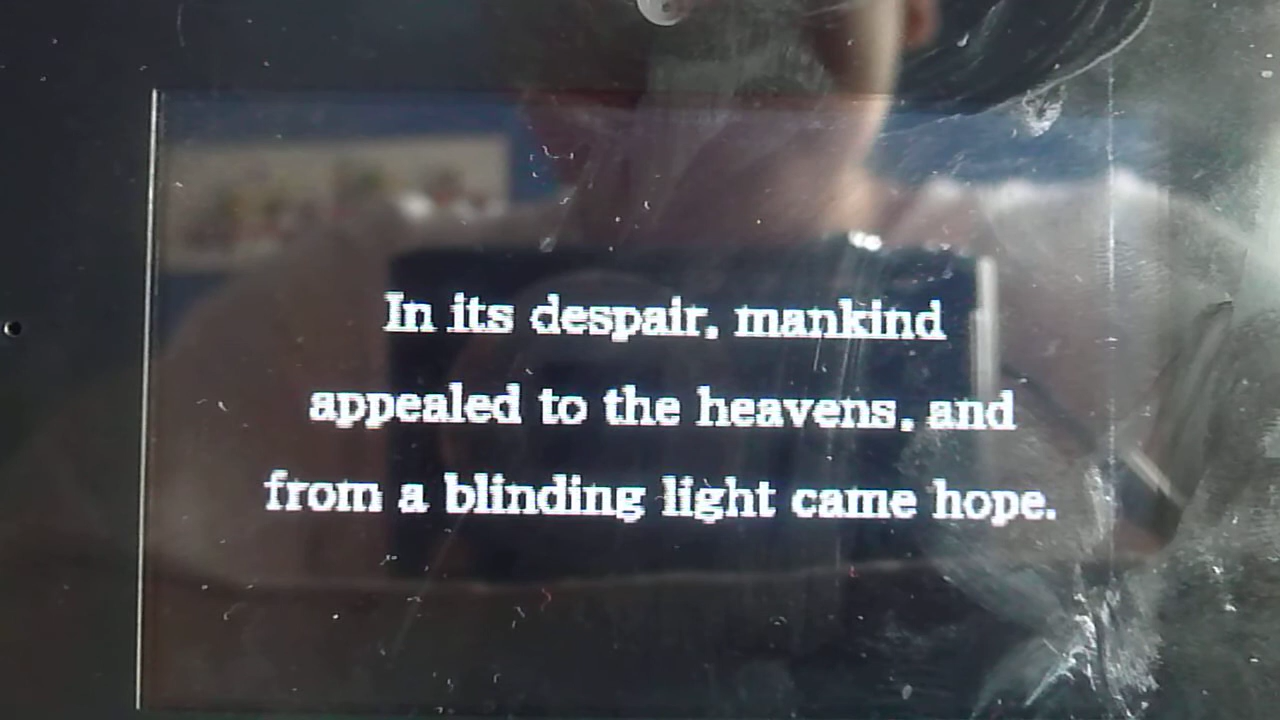 In its despair, mankind
appealed to the heavens, and
from a blinding light came hope.